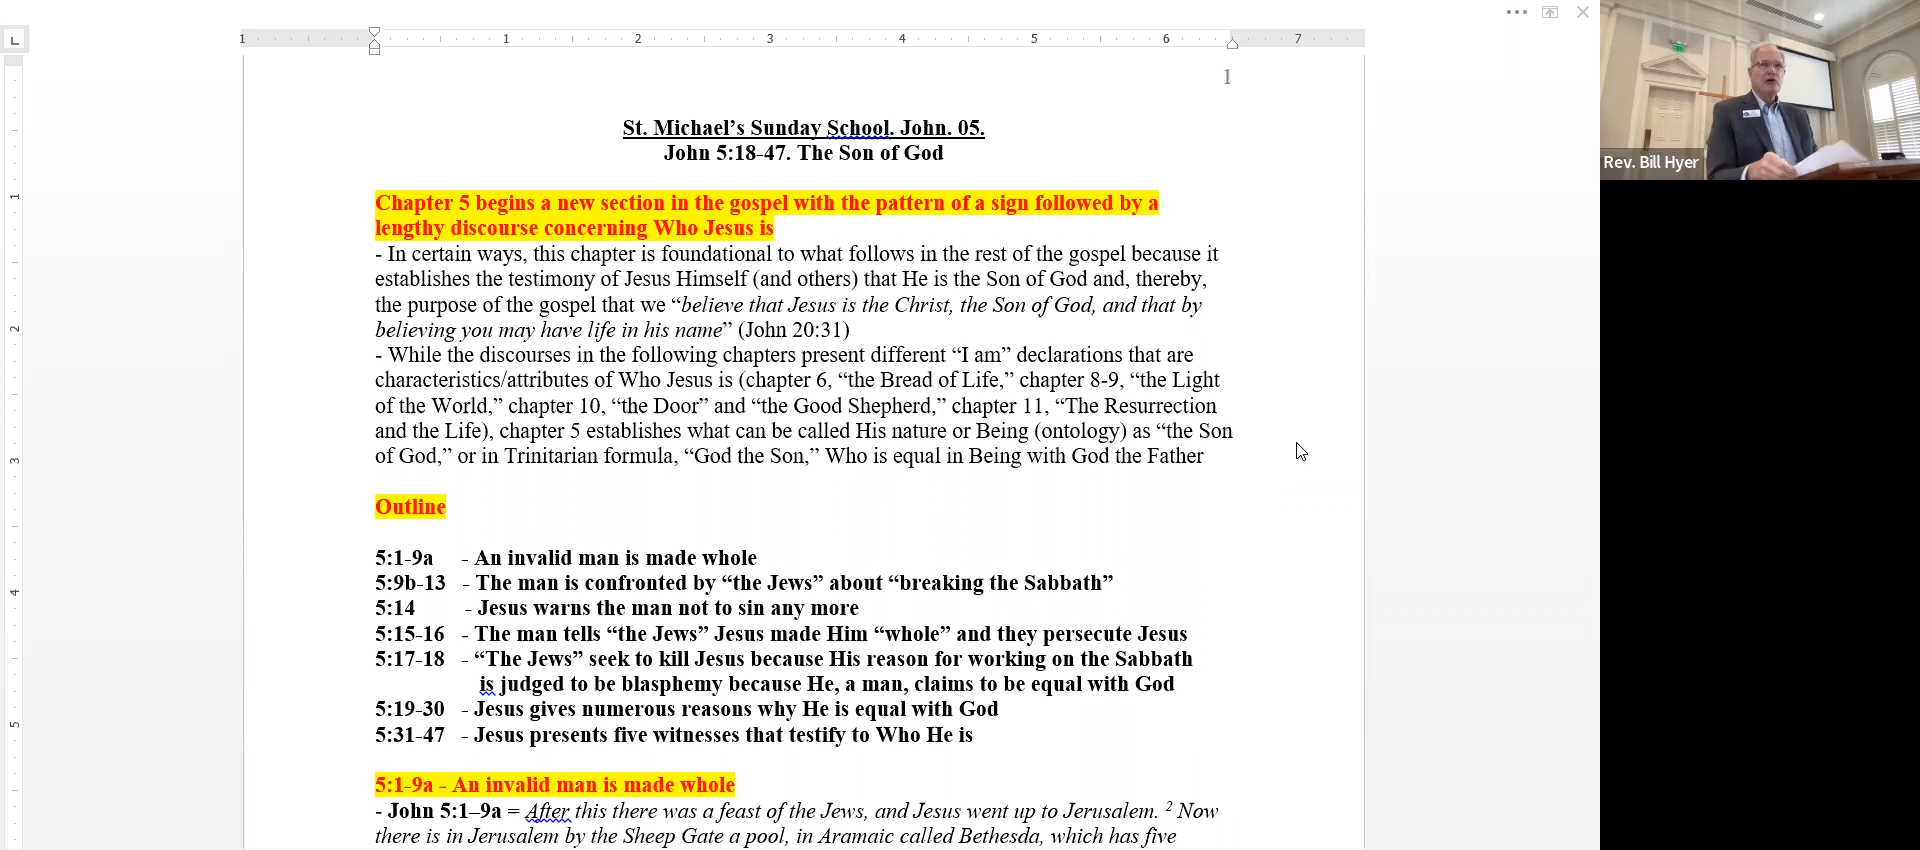 1 1 2 3 4 5 6 7
1
St. Michael’s Sunday School. John. 05.
John 5:18-47. The Son of God
Chapter 5 begins a new section in the gospel with the pattern of a sign followed by a
lengthy discourse concerning Who Jesus is
- In certain ways, this chapter is foundational to what follows in the rest of the gospel because it
establishes the testimony of Jesus Himself (and others) that He is the Son of God and, thereby,
the purpose of the gospel that we “believe that Jesus is the Christ, the Son of God, and that by
believing you may have life in his name” (John 20:31)
- While the discourses in the following chapters present different “I am” declarations that are
characteristics/attributes of Who Jesus is (chapter 6, “the Bread of Life,” chapter 8-9, “the Light
of the World,” chapter 10, “the Door” and “the Good Shepherd,” chapter 11, “The Resurrection
and the Life), chapter 5 establishes what can be called His nature or Being (ontology) as “the Son
of God,” or in Trinitarian formula, “God the Son,” Who is equal in Being with God the Father
Outline
5:1-9a - An invalid man is made whole
5:9b-13 - The man is confronted by “the Jews” about “breaking the Sabbath”
5:14 - Jesus warns the man not to sin any more
5:15-16 - The man tells “the Jews” Jesus made Him “whole” and they persecute Jesus
5:17-18 - “The Jews” seek to kill Jesus because His reason for working on the Sabbath
is judged to be blasphemy because He, a man, claims to be equal with God
5:19-30 - Jesus gives numerous reasons why He is equal with God
5:31-47 - Jesus presents five witnesses that testify to Who He is
5:1-9a - An invalid man is made whole
- John 5:1–9a = After this there was a feast of the Jews, and Jesus went up to Jerusalem. 2 Now
there is in Jerusalem by the Sheep Gate a pool, in Aramaic called Bethesda, which has five
1
2
3
4
5
Rev. Bill Hyer